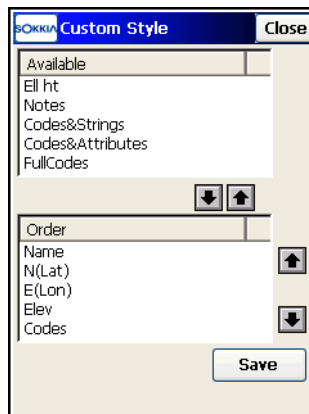 SOKKIA Custom Style Close
Available
Ell ht
Notes
Codes&Strings
Codes&Attributes
FullCodes
Order
Name
N(Lat)
E(Lon)
Elev
Codes
Save